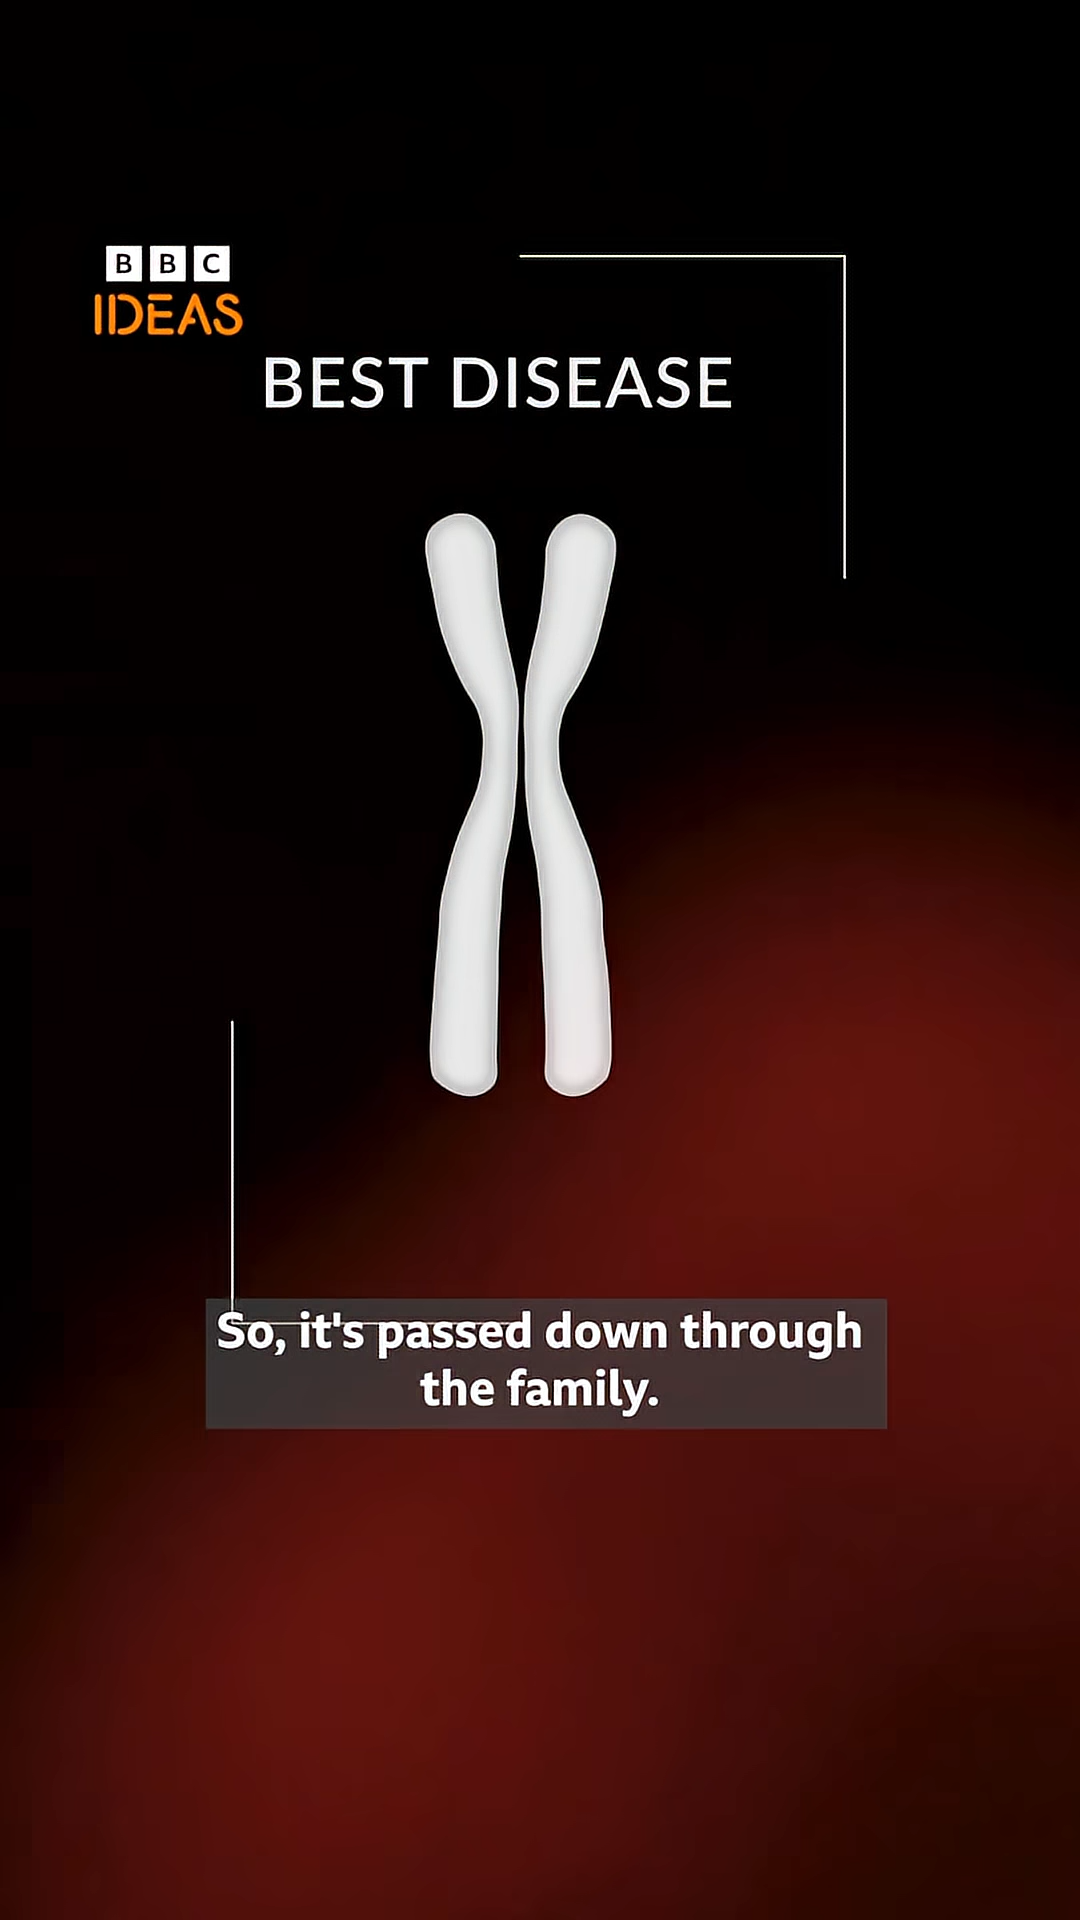 BBC
IDEAS
BEST DISEASE
So, it's passed down through
the family.